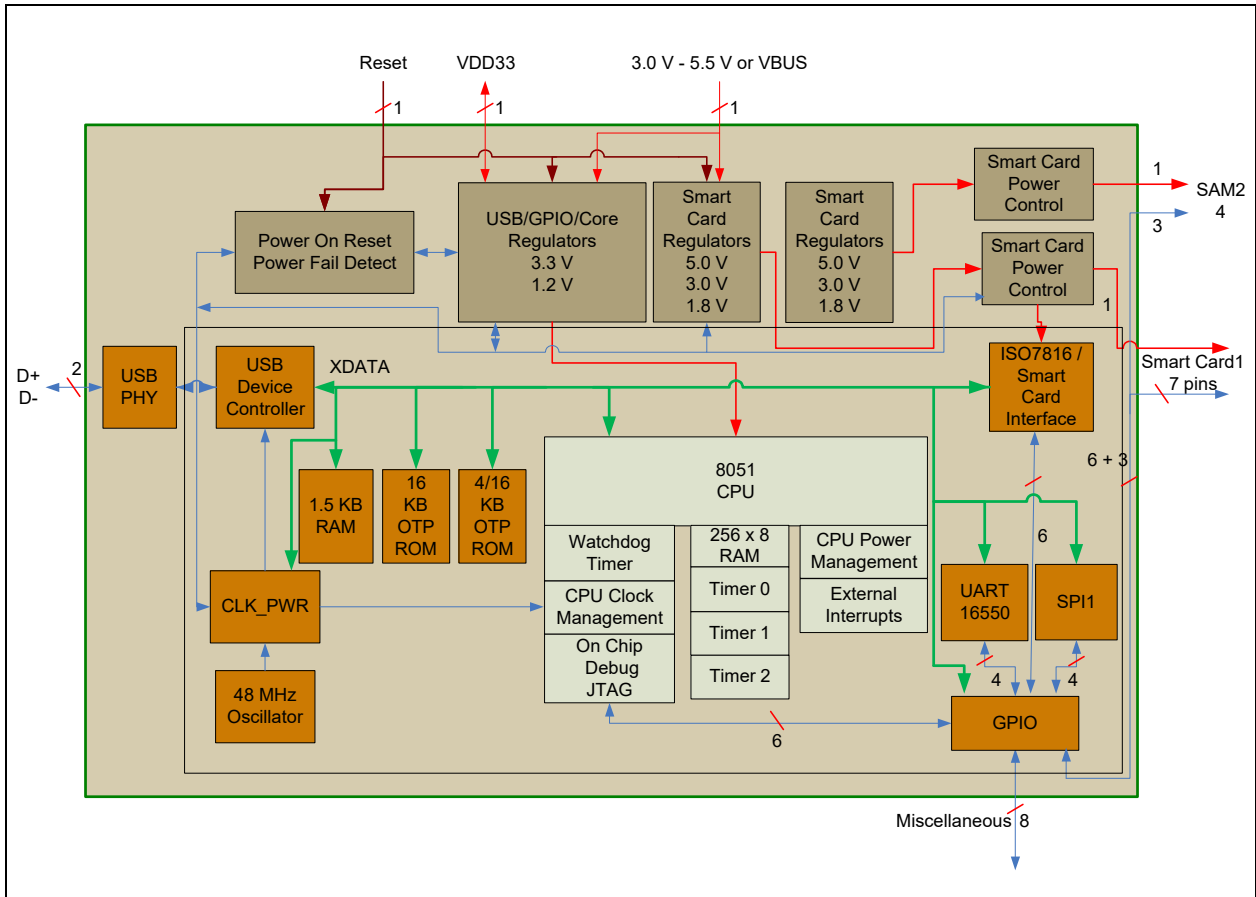 Reset
VDD33
3.0 V - 5.5 V or VBUS
1
1
1
Smart Card
Power
Control
1
SAM2
4
3
Power On Reset
Power Fail Detect
USB/GPIO/Core
Regulators
3.3 V
1.2 V
Smart
Card
Regulators
5.0 V
3.0 V
1.8 V
Smart
Card
Regulators
5.0 V
3.0 V
1.8 V
Smart Card
Power
Control
1
D+
D-
2
USB
PHY
USB
Device
Controller
XDATA
ISO7816 /
Smart
Card
Interface
Smart Card1
7 pins
1.5 KB
RAM
16
KB
OTP
ROM
4/16
KB
OTP
ROM
8051
CPU
6 + 3
6
Watchdog
Timer
CPU Clock
Management
On Chip
Debug
JTAG
256 x 8
RAM
Timer 0
Timer 1
Timer 2
CPU Power
Management
External
Interrupts
UART
16550
SPI1
CLK_PWR
48 MHz
Oscillator
4
4
6
GPIO
Miscellaneous
8